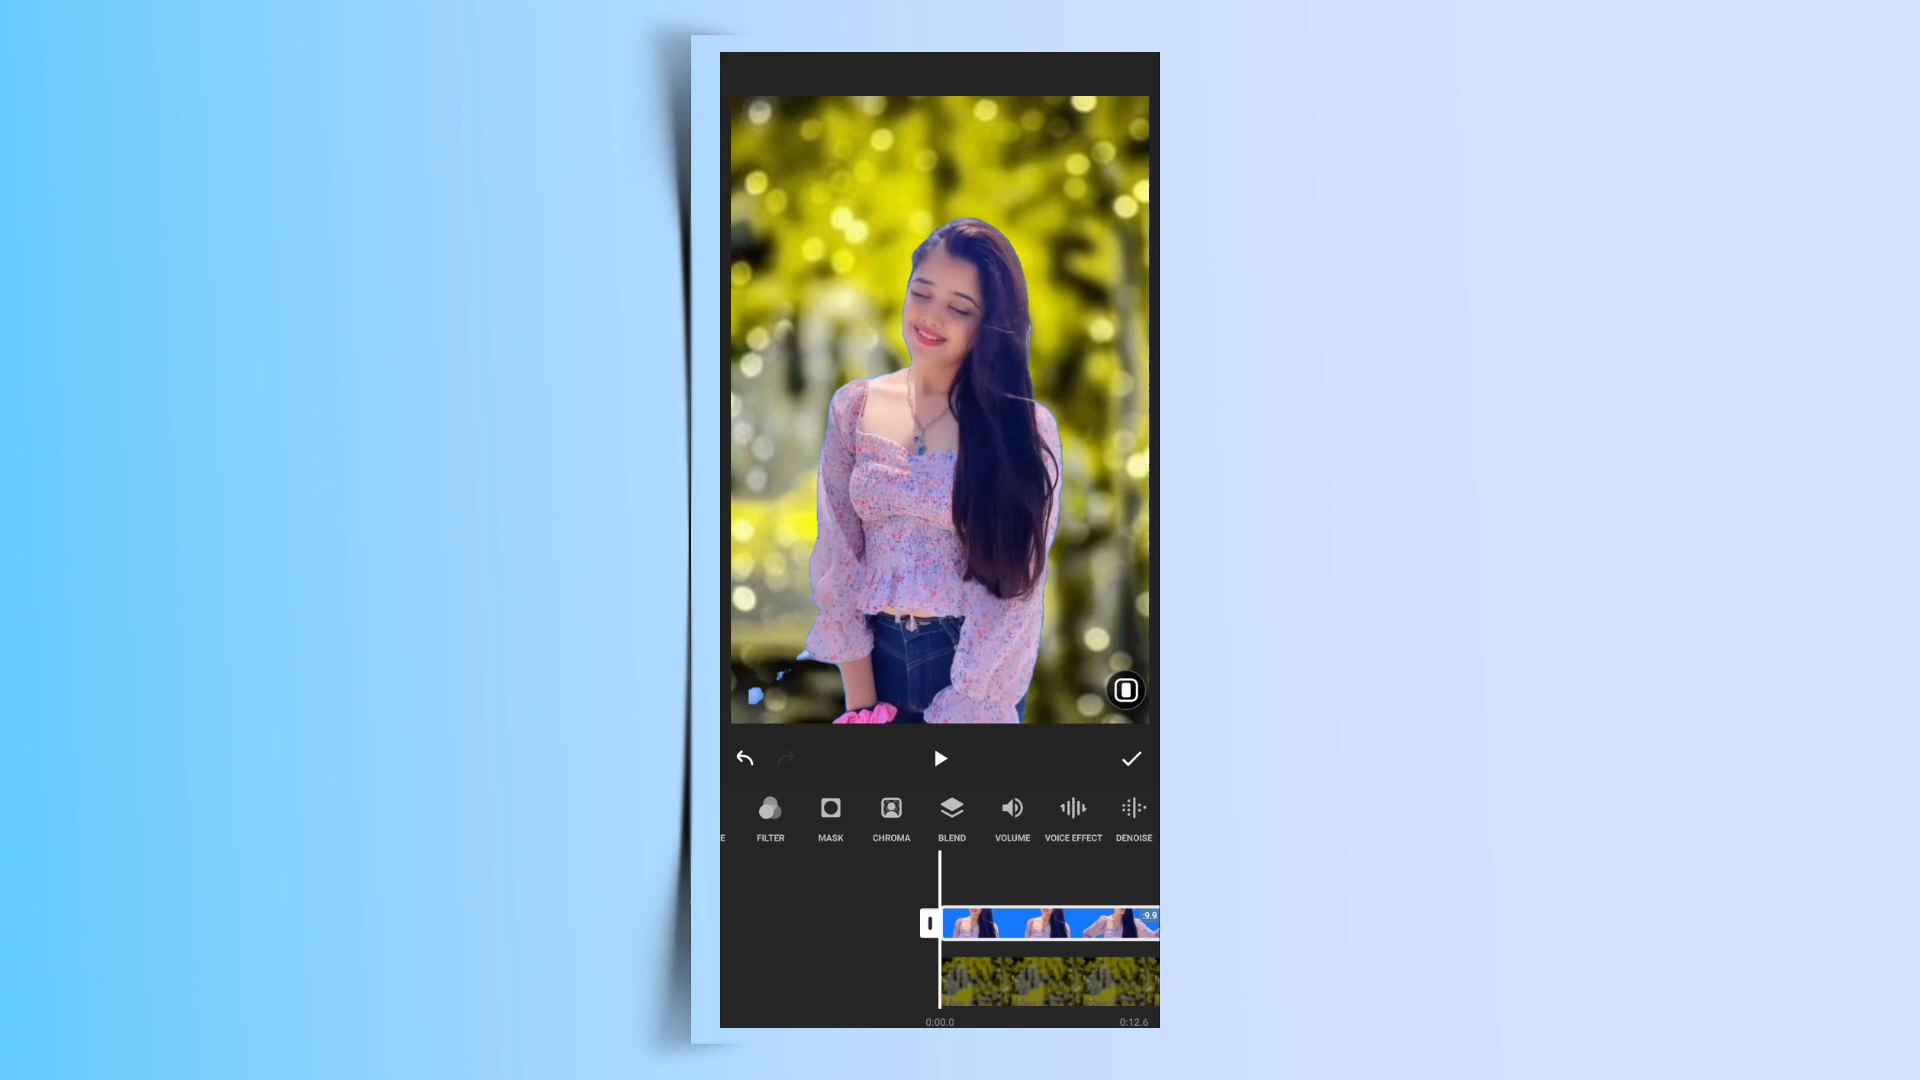 E
FILTER
MASK
CHROMA
BLEND
VOLUME
VOICE EFFECT
DENOISE
:9.9
0:00.0
0:12.6